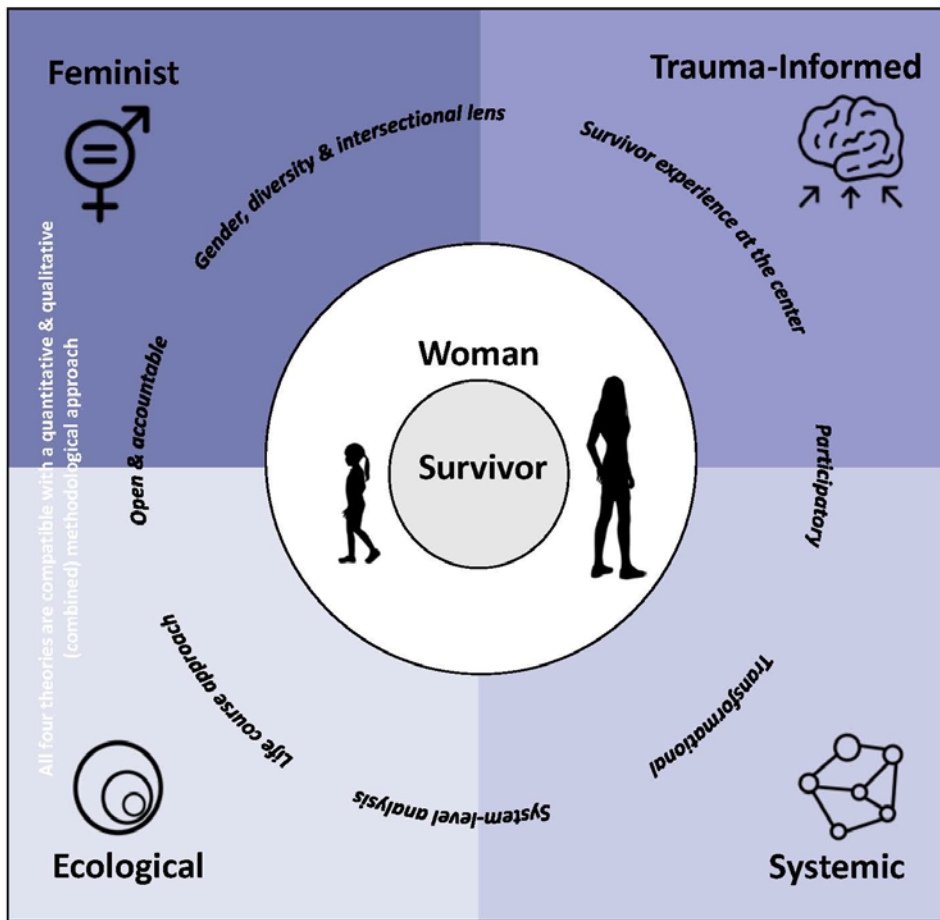 Feminist
Trauma-Informed
Gender, diversity & intersectional lens
Survivor experience at the center
Participatory
Transformational
System-level analysis
Life course approach
Open & accountable
Woman
Survivor
All four theories are compatible with a quantitative & qualitative
(combined) methodological approach
Ecological
Systemic